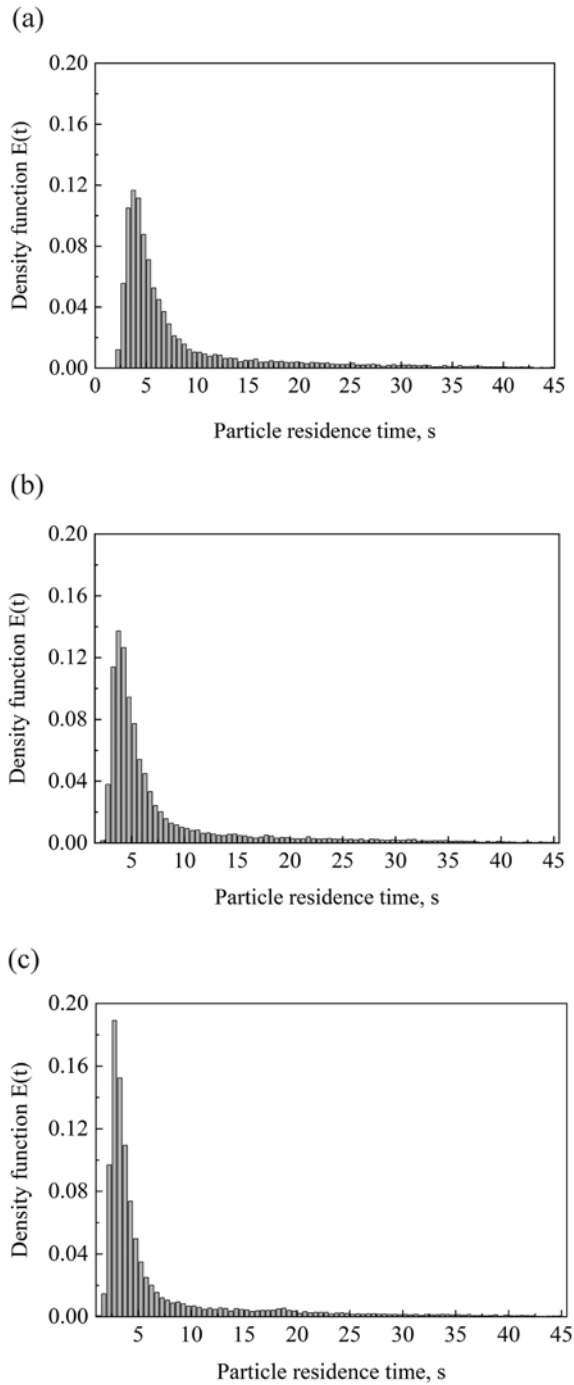 (a)
0.20
0.16
0.12
0.08
0.04
0.00
Density function E(t)
0 5 10 15 20 25 30 35 40 45
Particle residence time, s
(b)
0.20
0.16
0.12
0.08
0.04
0.00
Density function E(t)
5 10 15 20 25 30 35 40 45
Particle residence time, s
(c)
0.20
0.16
0.12
0.08
0.04
0.00
Density function E(t)
5 10 15 20 25 30 35 40 45
Particle residence time, s